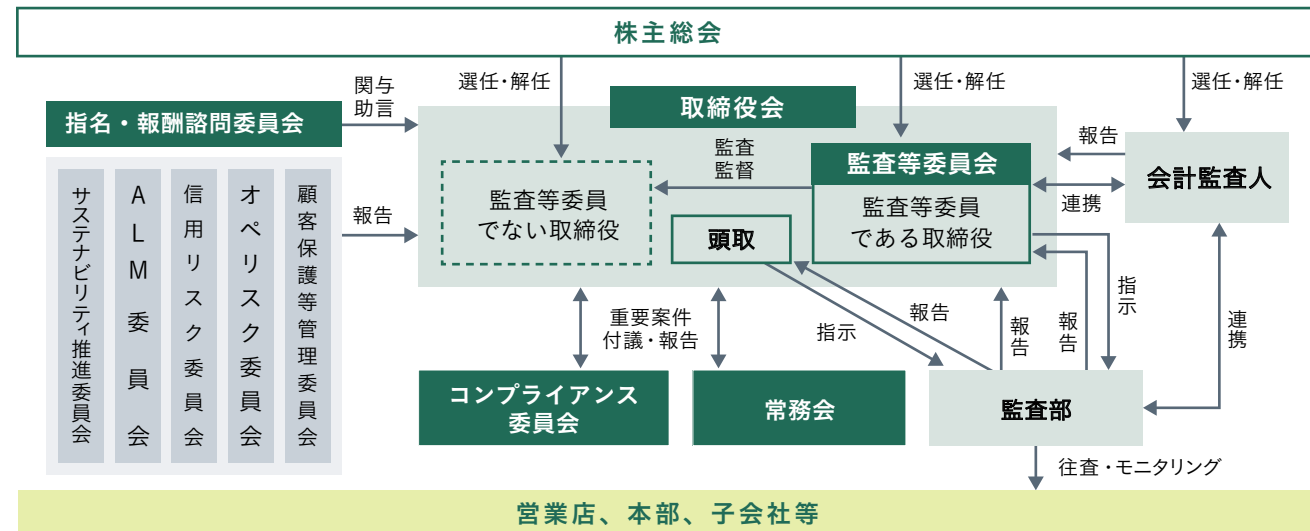 株主総会
関与
助言
選任・解任
選任・解任
選任・解任
指名・報酬諮問委員会
取締役会
監査
監督
監査等委員会
報告
会計監査人
連携
監査等委員
でない取締役
監査等委員
である取締役
頭取
サステナビリティ推進委員会
ALM委員会
信用リスク委員会
オペリスク委員会
顧客保護等管理委員会
報告
重要案件
付議・報告
指示
報告
報告
報告
指示
連携
コンプライアンス
委員会
常務会
監査部
往査・モニタリング
営業店、本部、子会社等